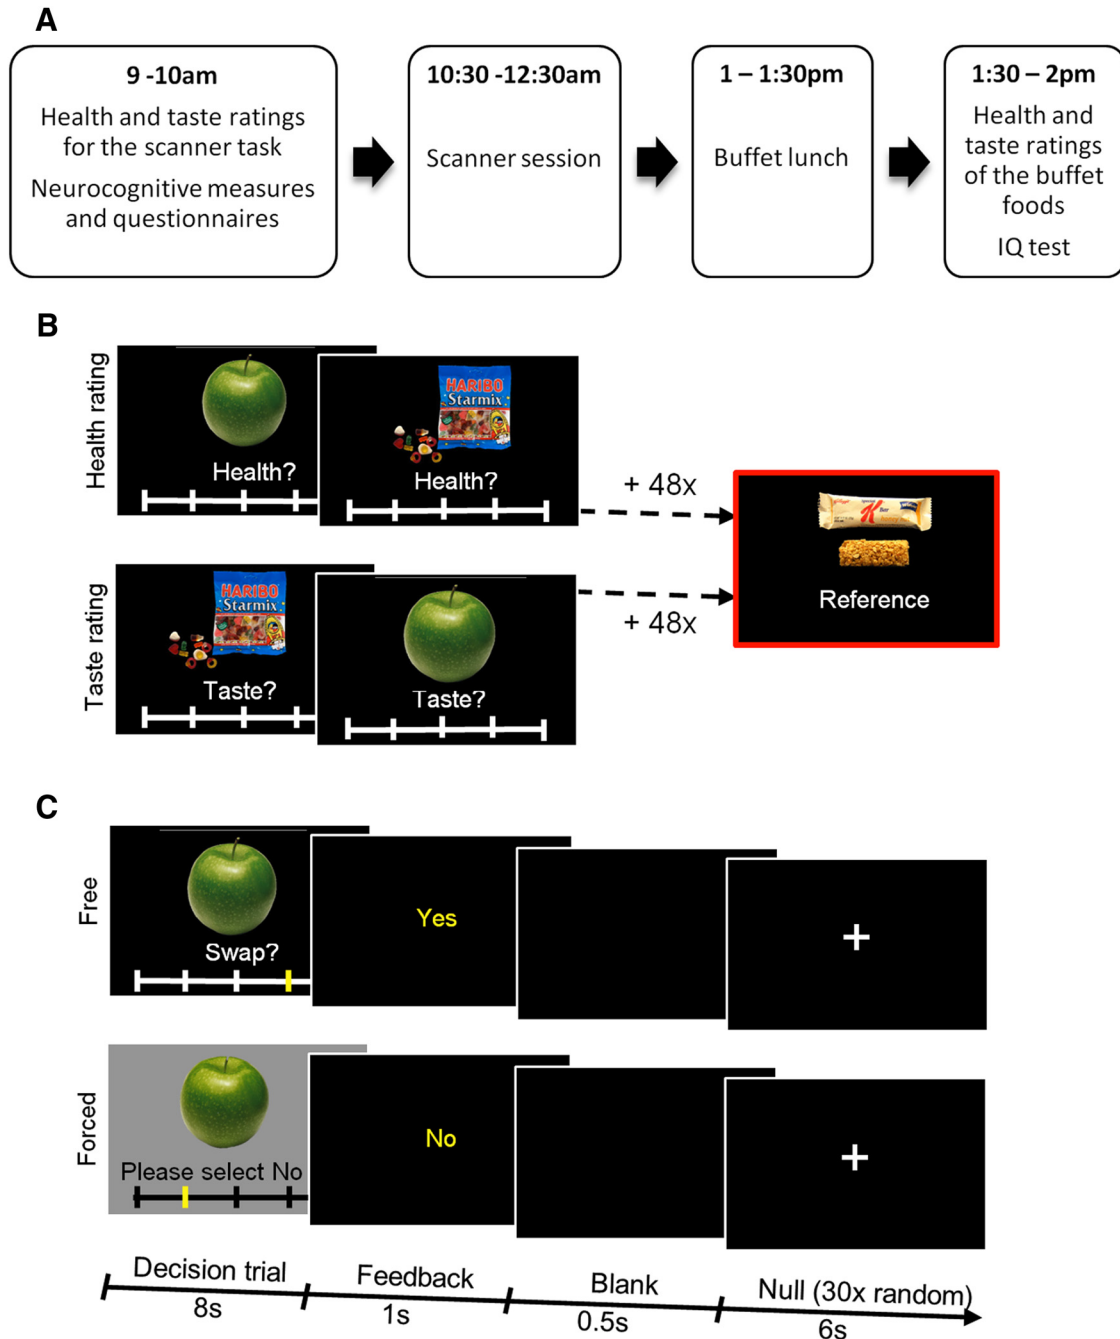 A
9 -10am
Health and taste ratings
for the scanner task
Neurocognitive measures
and questionnaires
10:30 -12:30am
Scanner session
1 – 1:30pm
Buffet lunch
1:30 – 2pm
Health and
taste ratings
of the buffet
foods
IQ test
B
Health rating
Health?
HARIBO
Starmix
Health?
+ 48x
Taste rating
HARIBO
Starmix
Taste?
Taste?
+ 48x
K
Reference
C
Free
Swap?
Yes
Forced
Please select No
No
Decision trial
8s
Feedback
1s
Blank
0.5s
Null (30x random)
6s